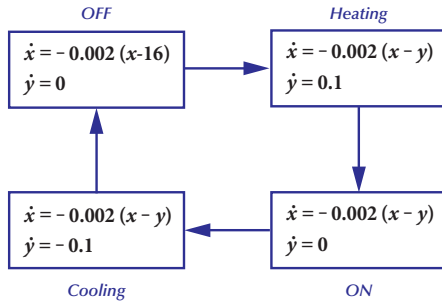 OFF
ẋ = - 0.002 (x-16)
ẏ = 0
Heating
ẋ = - 0.002 (x - y)
ẏ = 0.1
ẋ = - 0.002 (x - y)
ẏ = - 0.1
Cooling
ẋ = - 0.002 (x - y)
ẏ = 0
ON